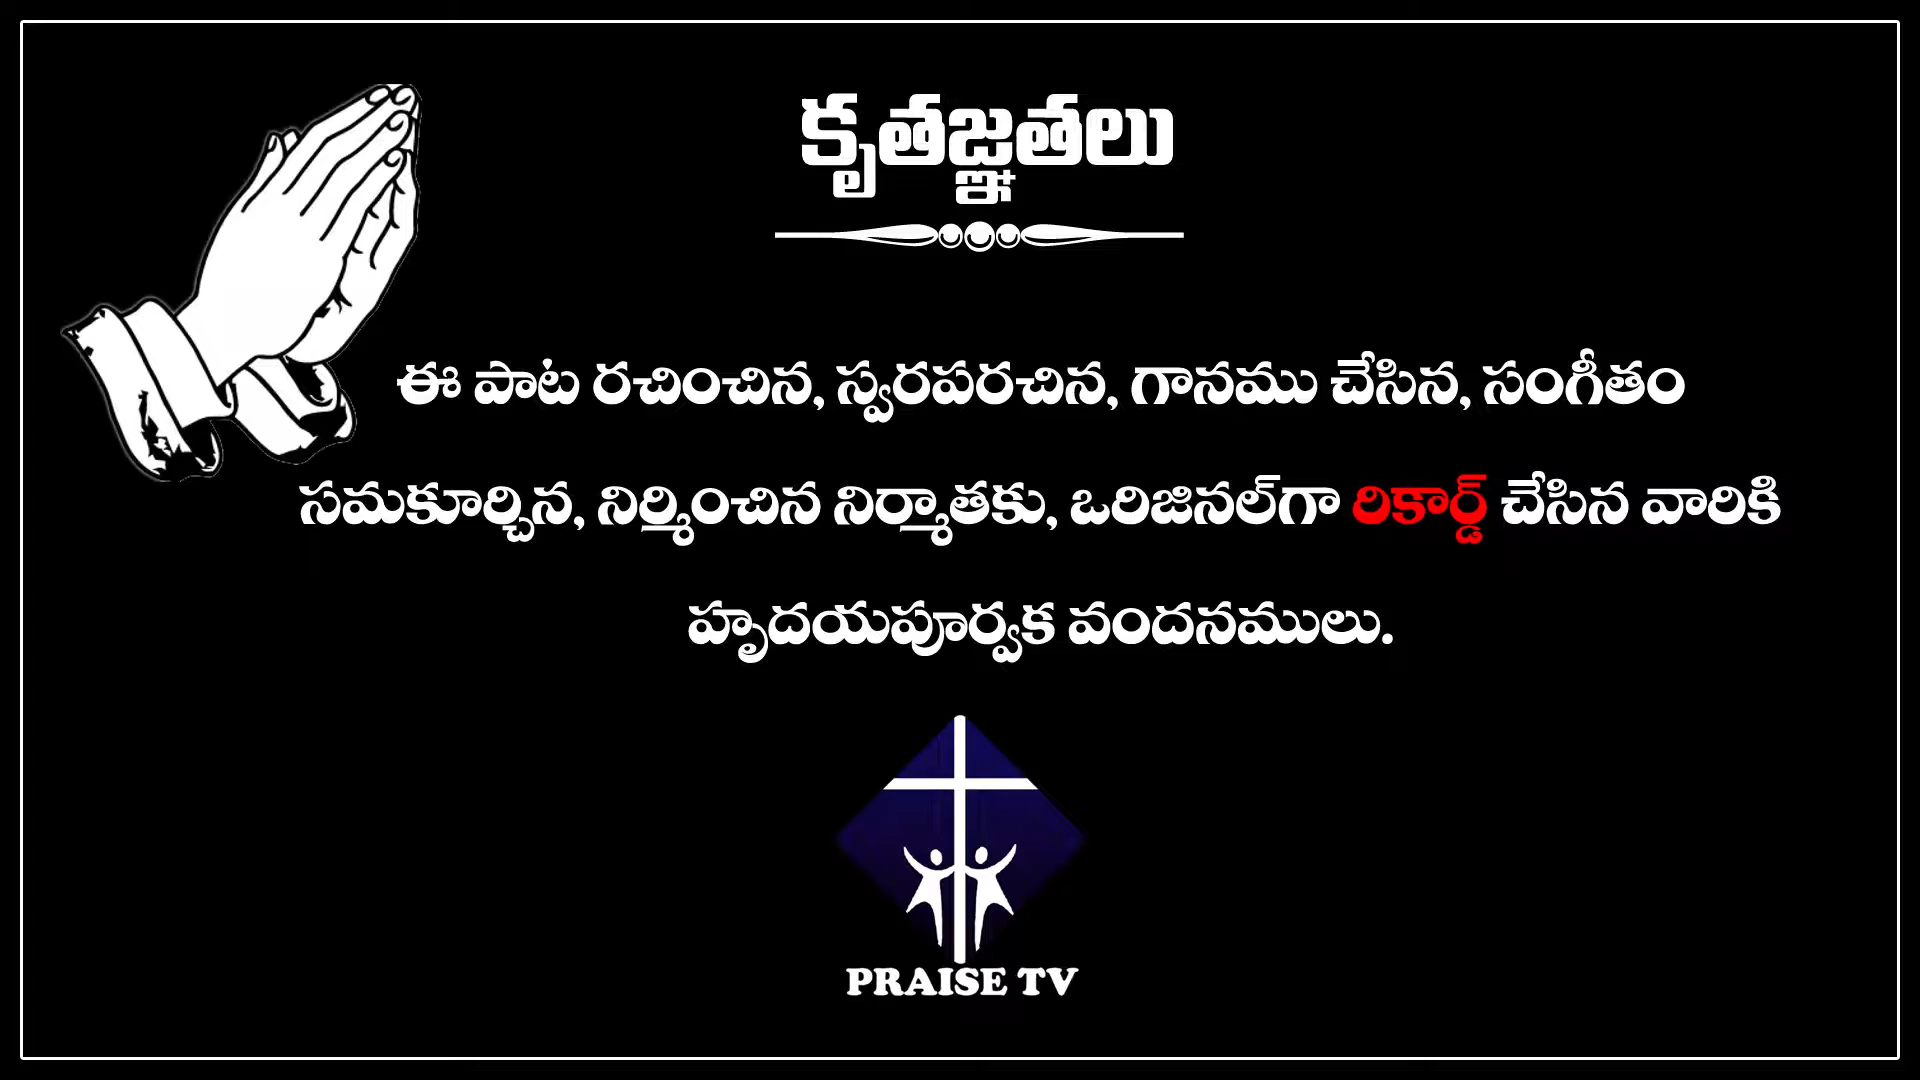 కృతజ్ఞతలు
ఈ పాట రచించిన, స్వరపరచిన, గానము చేసిన, సంగీతం
సమకూర్చిన, నిర్మించిన నిర్మాతకు, ఒరిజినల్‌గా రికార్డ్ చేసిన వారికి
హృదయపూర్వక వందనములు.
PRAISE TV